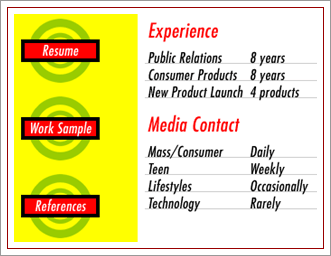 Resume
Work Sample
References
Experience
Public Relations 8 years
Consumer Products 8 years
New Product Launch 4 products
Media Contact
Mass/Consumer Daily
Teen Weekly
Lifestyles Occasionally
Technology Rarely